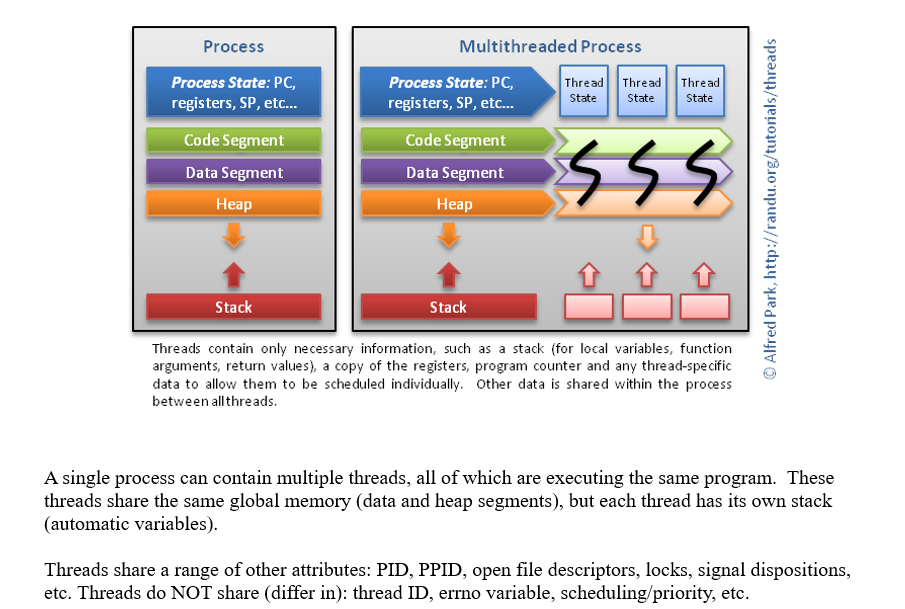 Process
Process State: PC,
registers, SP, etc...
Code Segment
Data Segment
Heap
Stack
Multithreaded Process
Process State: PC,
registers, SP, etc...
Thread
State
Thread
State
Thread
State
Code Segment
Data Segment
Heap
Stack
© Alfred Park, http://randu.org/tutorials/threads
Threads contain only necessary information, such as a stack (for local variables, function
arguments, return values), a copy of the registers, program counter and any thread-specific
data to allow them to be scheduled individually. Other data is shared within the process
between all threads.
A single process can contain multiple threads, all of which are executing the same program. These
threads share the same global memory (data and heap segments), but each thread has its own stack
(automatic variables).
Threads share a range of other attributes: PID, PPID, open file descriptors, locks, signal dispositions,
etc. Threads do NOT share (differ in): thread ID, errno variable, scheduling/priority, etc.